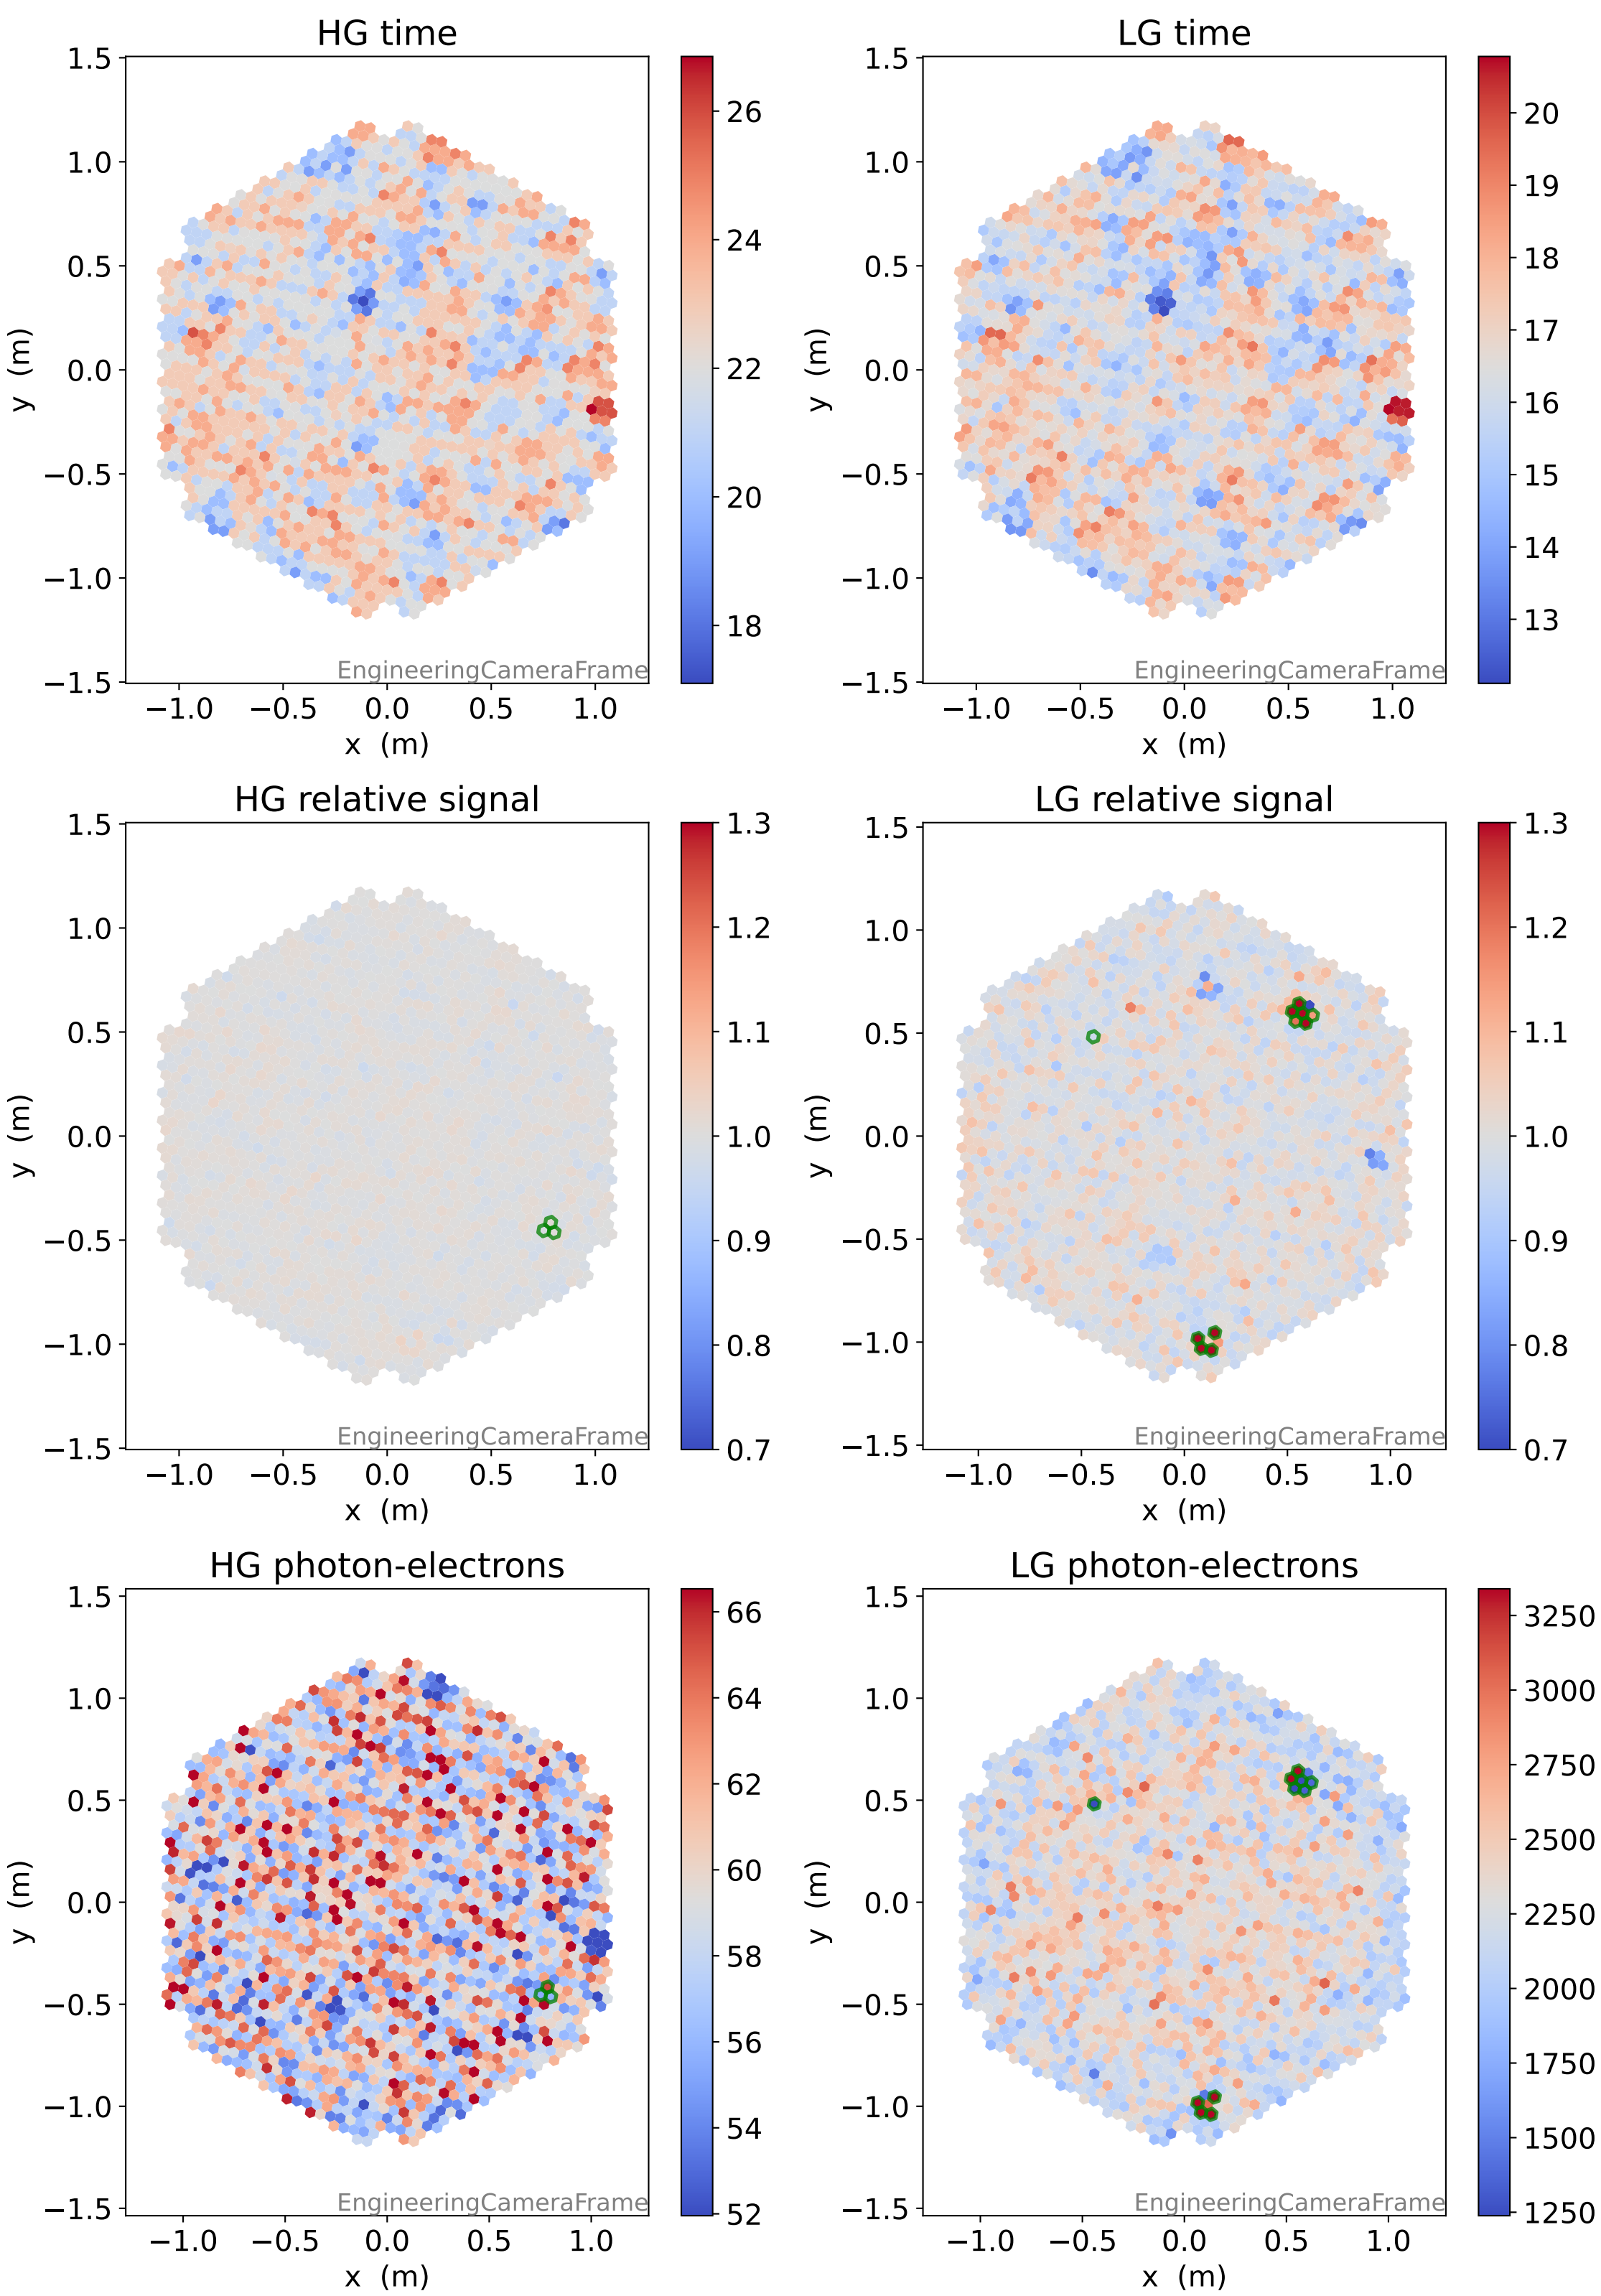 HG time
1.5
1.0
0.5
0.0
−0.5
−1.0
−1.5
y (m)
−1.0 −0.5 0.0 0.5 1.0
x (m)
EngineeringCameraFrame
26
24
22
20
18
LG time
1.5
1.0
0.5
0.0
−0.5
−1.0
−1.5
y (m)
−1.0 −0.5 0.0 0.5 1.0
x (m)
EngineeringCameraFrame
20
19
18
17
16
15
14
13
HG relative signal
1.5
1.0
0.5
0.0
−0.5
−1.0
−1.5
y (m)
−1.0 −0.5 0.0 0.5 1.0
x (m)
EngineeringCameraFrame
1.3
1.2
1.1
1.0
0.9
0.8
0.7
LG relative signal
1.5
1.0
0.5
0.0
−0.5
−1.0
−1.5
y (m)
−1.0 −0.5 0.0 0.5 1.0
x (m)
EngineeringCameraFrame
1.3
1.2
1.1
1.0
0.9
0.8
0.7
HG photon-electrons
1.5
1.0
0.5
0.0
−0.5
−1.0
−1.5
y (m)
−1.0 −0.5 0.0 0.5 1.0
x (m)
EngineeringCameraFrame
66
64
62
60
58
56
54
52
LG photon-electrons
1.5
1.0
0.5
0.0
−0.5
−1.0
−1.5
y (m)
−1.0 −0.5 0.0 0.5 1.0
x (m)
EngineeringCameraFrame
3250
3000
2750
2500
2250
2000
1750
1500
1250